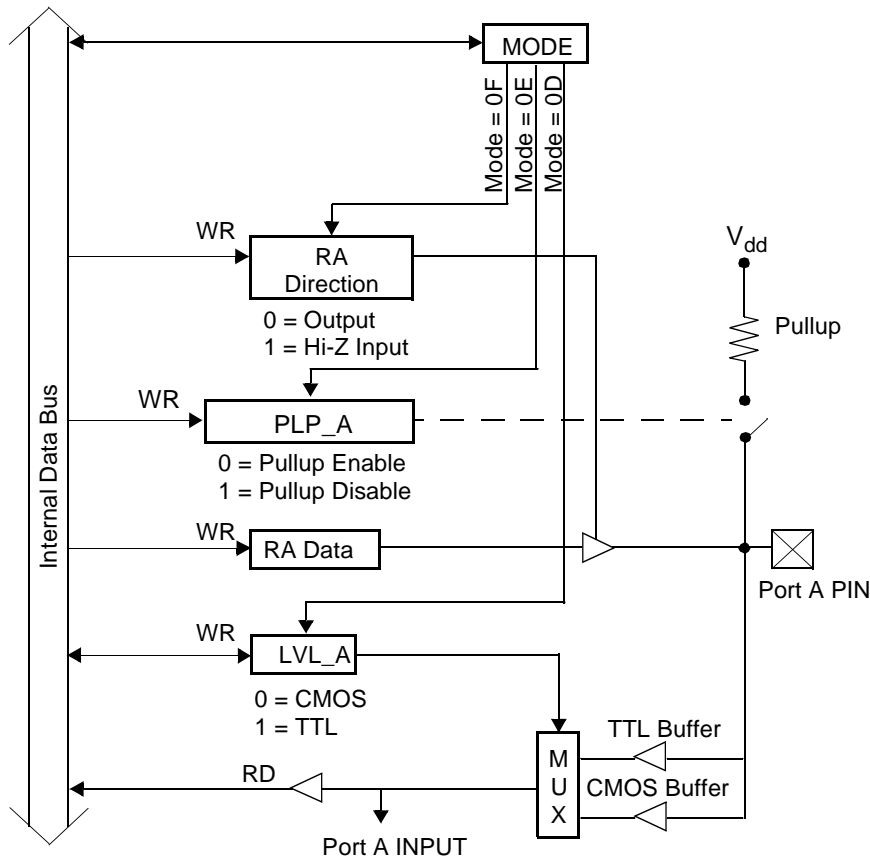 MODE
Mode = 0F
Mode = 0E
Mode = 0D
WR
RA
Direction
0 = Output
1 = Hi-Z Input
Vdd
Pullup
WR
PLP_A
0 = Pullup Enable
1 = Pullup Disable
Internal Data Bus
WR
RA Data
Port A PIN
WR
LVL_A
0 = CMOS
1 = TTL
M
U
X
TTL Buffer
CMOS Buffer
RD
Port A INPUT